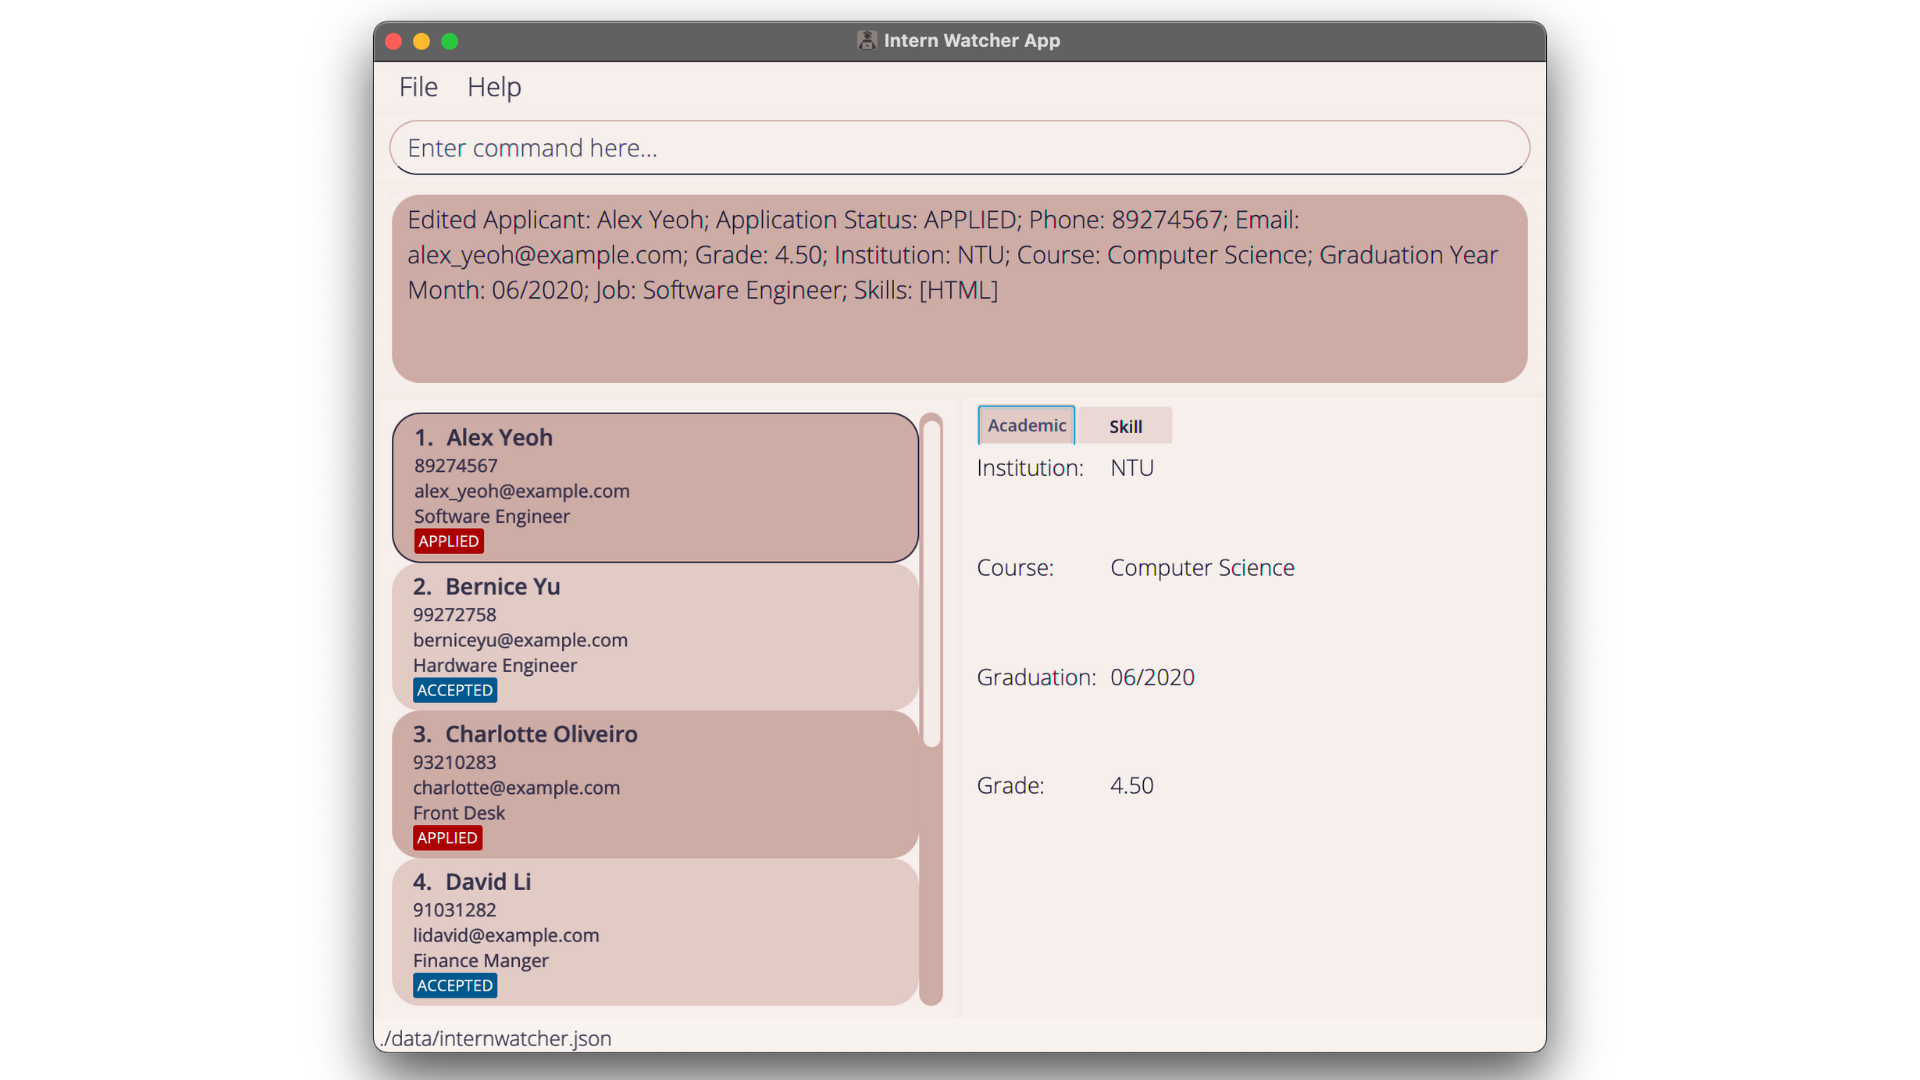 Intern Watcher App
File Help
Enter command here...
Edited Applicant: Alex Yeoh; Application Status: APPLIED; Phone: 89274567; Email:
alex_yeoh@example.com; Grade: 4.50; Institution: NTU; Course: Computer Science; Graduation Year
Month: 06/2020; Job: Software Engineer; Skills: [HTML]
1. Alex Yeoh
89274567
alex_yeoh@example.com
Software Engineer
APPLIED
2. Bernice Yu
99272758
berniceyu@example.com
Hardware Engineer
ACCEPTED
3. Charlotte Oliveiro
93210283
charlotte@example.com
Front Desk
APPLIED
4. David Li
91031282
lidavid@example.com
Finance Manger
ACCEPTED
Academic Skill
Institution: NTU
Course: Computer Science
Graduation: 06/2020
Grade: 4.50
./data/internwatcher.json